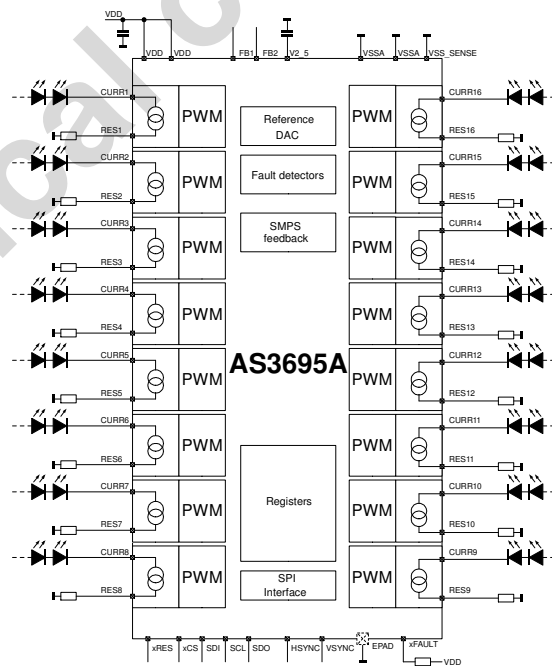 VDD
VDD VDD FB1 FB2 V2_5 VSSA VSSA VSS_SENSE
CURR1 PWM Reference DAC PWM CURR16
RES1 RES16
CURR2 PWM Fault detectors PWM CURR15
RES2 RES15
CURR3 PWM SMPS feedback PWM CURR14
RES3 RES14
CURR4 PWM PWM CURR13
RES4 RES13
CURR5 PWM AS3695A PWM CURR12
RES5 RES12
CURR6 PWM PWM CURR11
RES6 RES11
CURR7 PWM Registers PWM CURR10
RES7 RES10
CURR8 PWM SPI Interface PWM CURR9
RES8 RES9
xRES xCS SDI SCL SDO HSYNC VSYNC EPAD xFAULT
VDD